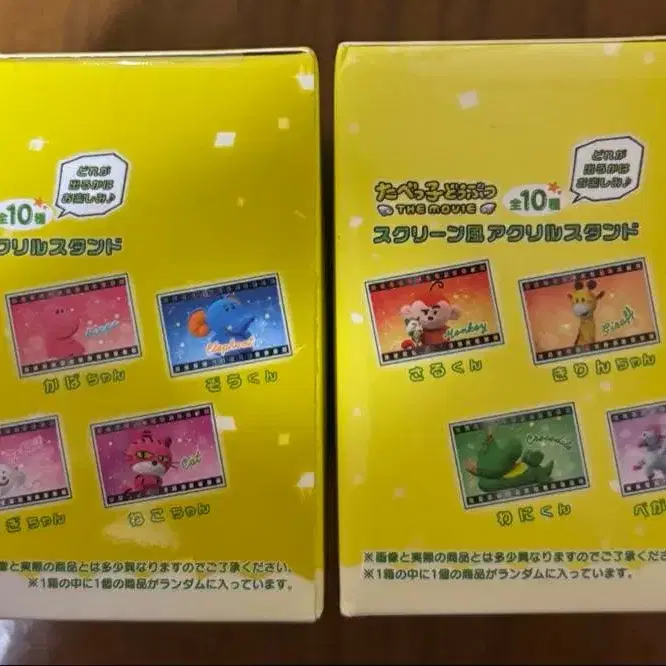 どれが
出るかは
お楽しみ♪
全10種
クリルスタンド
Hippo
かばちゃん
Elephant
ぞうくん
ぎちゃん
Cat
ねこちゃん
像と実際の商品とは多少異なりますのでご了承ください。
※1箱の中に1個の商品がランダムに入っています。
どれが
出るかは
お楽しみ♪
たべっ子どうぶつ
THE MOVIE
全10種
スクリーン風アクリルスタンド
Monkey
さるくん
Giraff
きりんちゃん
Crocodile
わにくん
ぺが
※画像と実際の商品とは多少異なりますのでご了承くださ
※1箱の中に1個の商品がランダムに入っています。